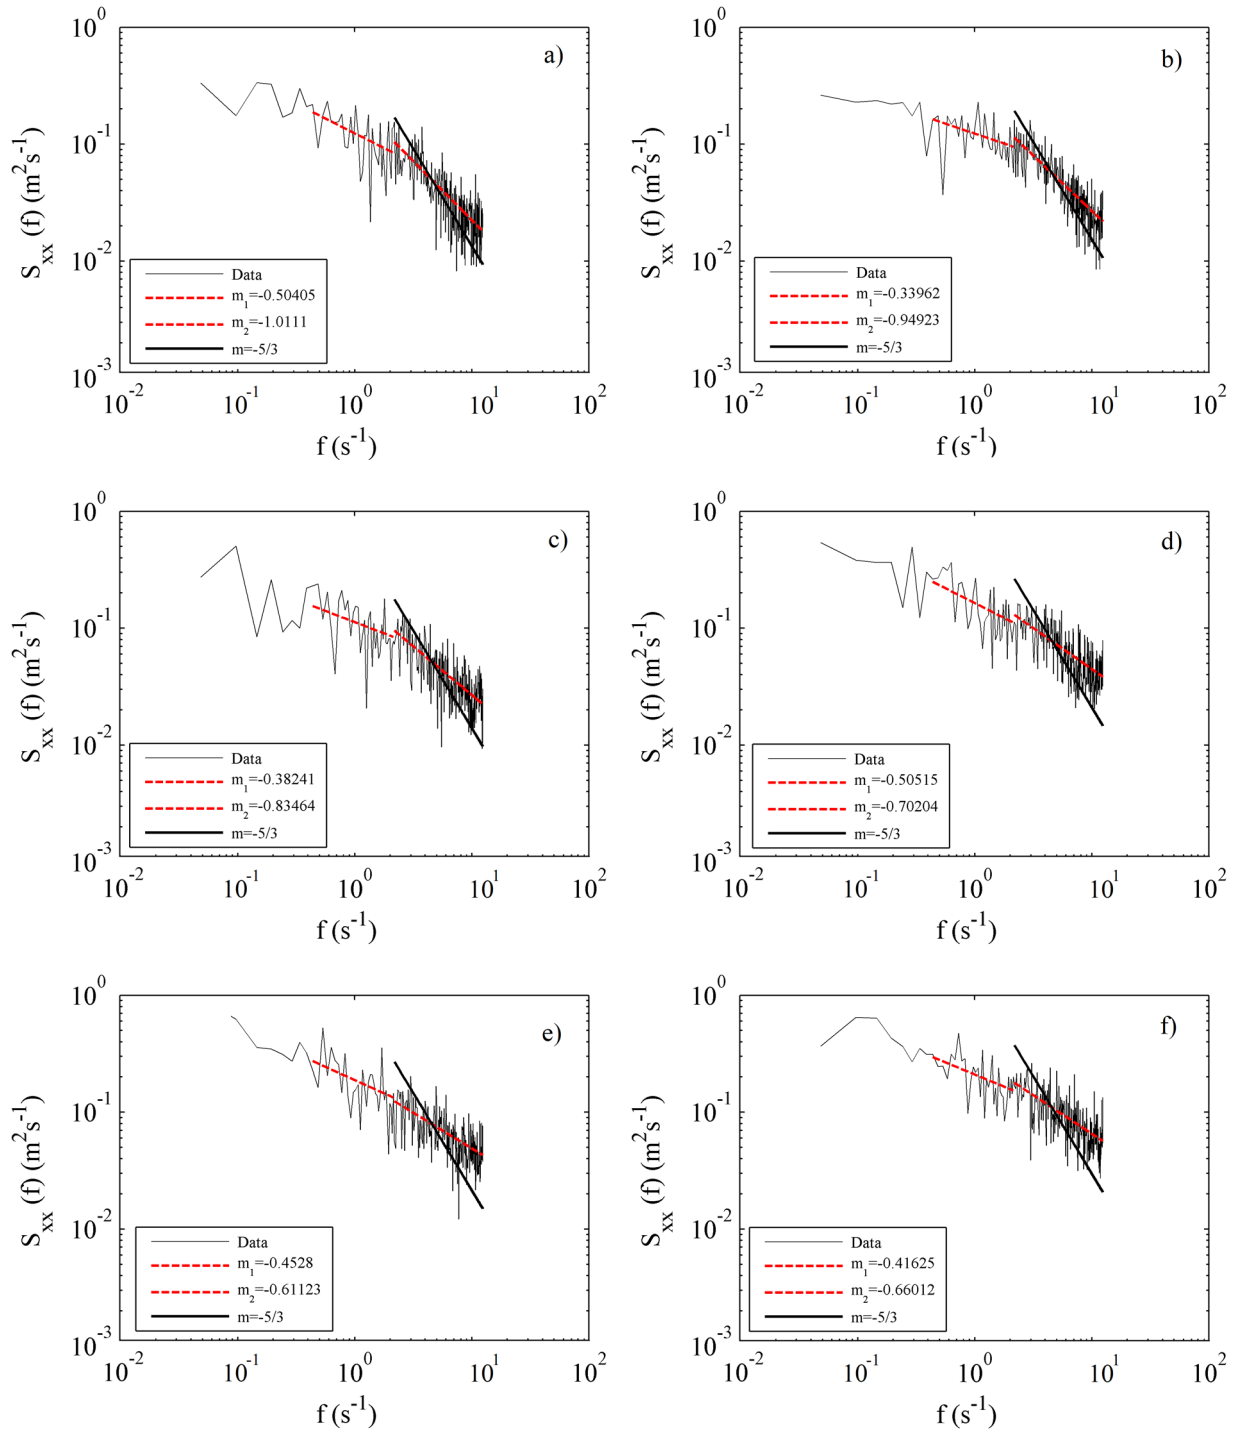 a)
10^0
10^-1
10^-2
10^-3
S_xx (f) (m^2s^-1)
Data
m_1=-0.50405
m_2=-1.0111
m=-5/3
10^-2 10^-1 10^0 10^1 10^2
f (s^-1)
b)
10^0
10^-1
10^-2
10^-3
S_xx (f) (m^2s^-1)
Data
m_1=-0.33962
m_2=-0.94923
m=-5/3
10^-2 10^-1 10^0 10^1 10^2
f (s^-1)
c)
10^0
10^-1
10^-2
10^-3
S_xx (f) (m^2s^-1)
Data
m_1=-0.38241
m_2=-0.83464
m=-5/3
10^-2 10^-1 10^0 10^1 10^2
f (s^-1)
d)
10^0
10^-1
10^-2
10^-3
S_xx (f) (m^2s^-1)
Data
m_1=-0.50515
m_2=-0.70204
m=-5/3
10^-2 10^-1 10^0 10^1 10^2
f (s^-1)
e)
10^0
10^-1
10^-2
10^-3
S_xx (f) (m^2s^-1)
Data
m_1=-0.4528
m_2=-0.61123
m=-5/3
10^-2 10^-1 10^0 10^1 10^2
f (s^-1)
f)
10^0
10^-1
10^-2
10^-3
S_xx (f) (m^2s^-1)
Data
m_1=-0.41625
m_2=-0.66012
m=-5/3
10^-2 10^-1 10^0 10^1 10^2
f (s^-1)